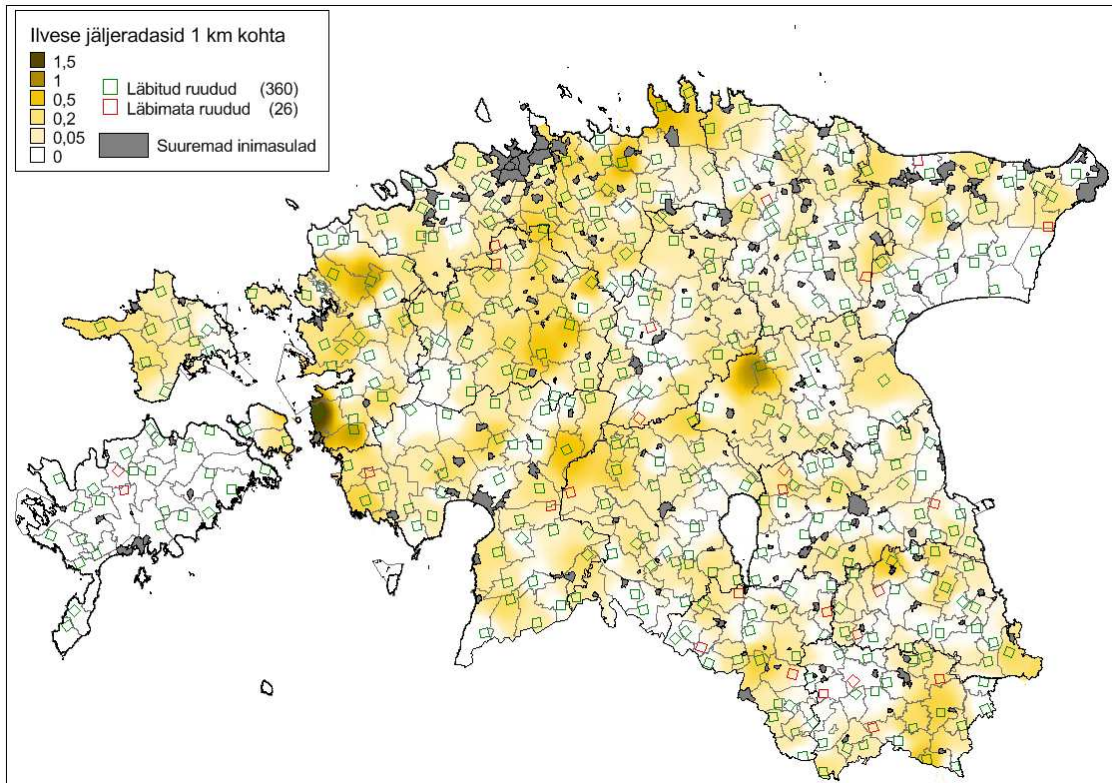 Ilvese jäljeradasid 1 km kohta
1,5
1
0,5
0,2
0,05
0
Läbitud ruudud (360)
Läbimata ruudud (26)
Suuremad inimasulad